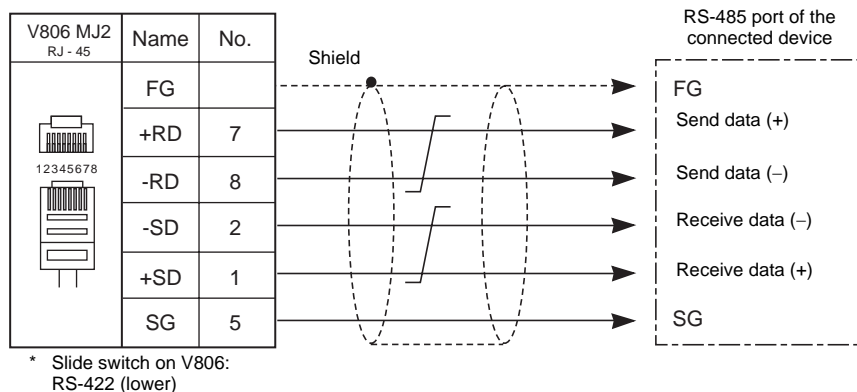 V806 MJ2
RJ - 45
Name
No.
Shield
RS-485 port of the
connected device
FG
FG
+RD
7
Send data (+)
12345678
-RD
8
Send data (−)
-SD
2
Receive data (−)
+SD
1
Receive data (+)
SG
5
SG
* Slide switch on V806:
RS-422 (lower)